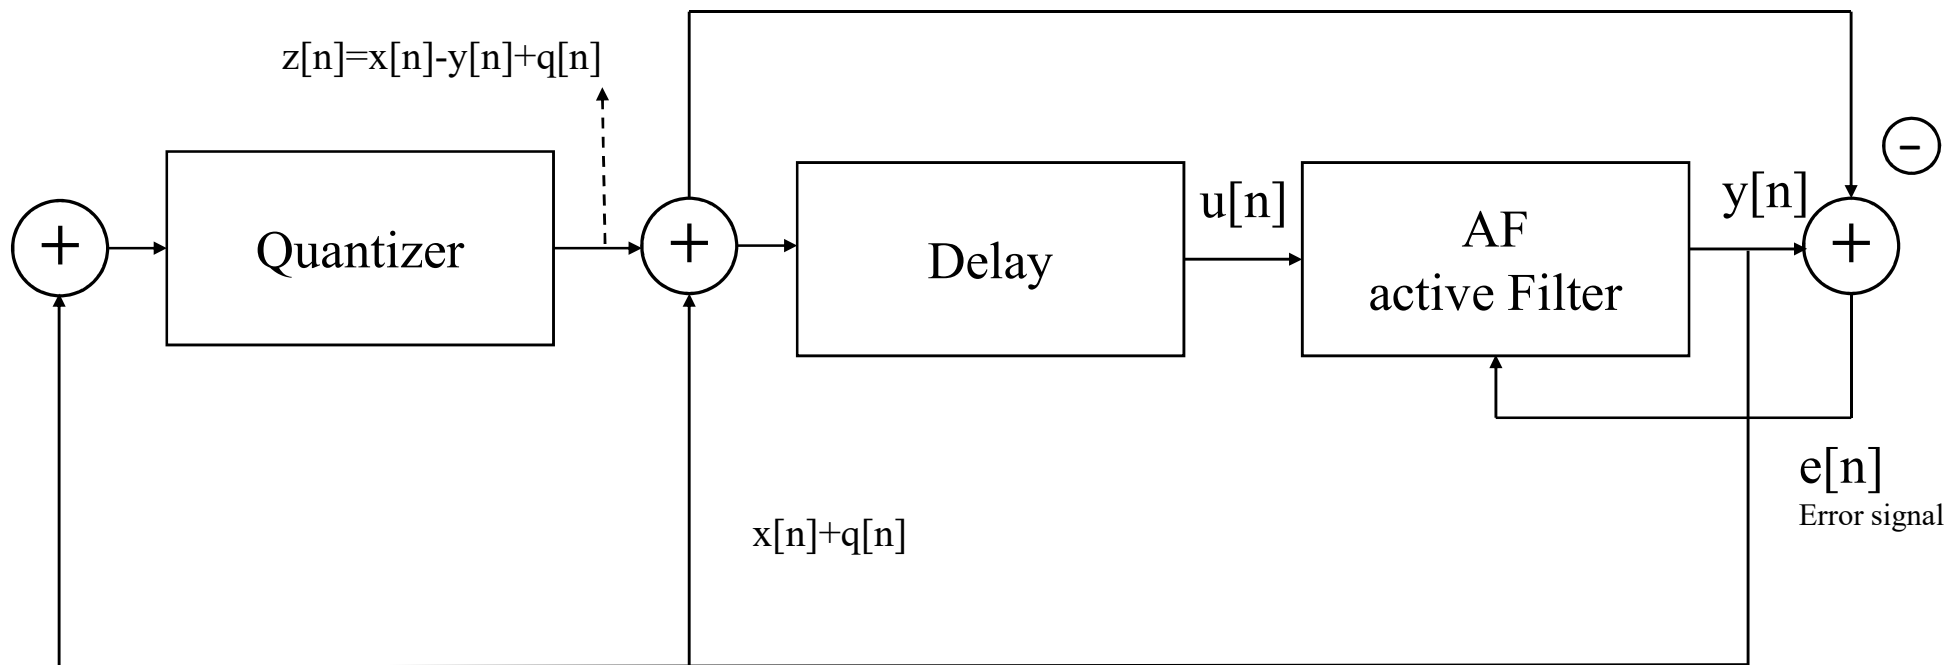 z[n]=x[n]-y[n]+q[n]
-
+
Quantizer
+
Delay
u[n]
AF
active Filter
y[n]
+
e[n]
Error signal
x[n]+q[n]